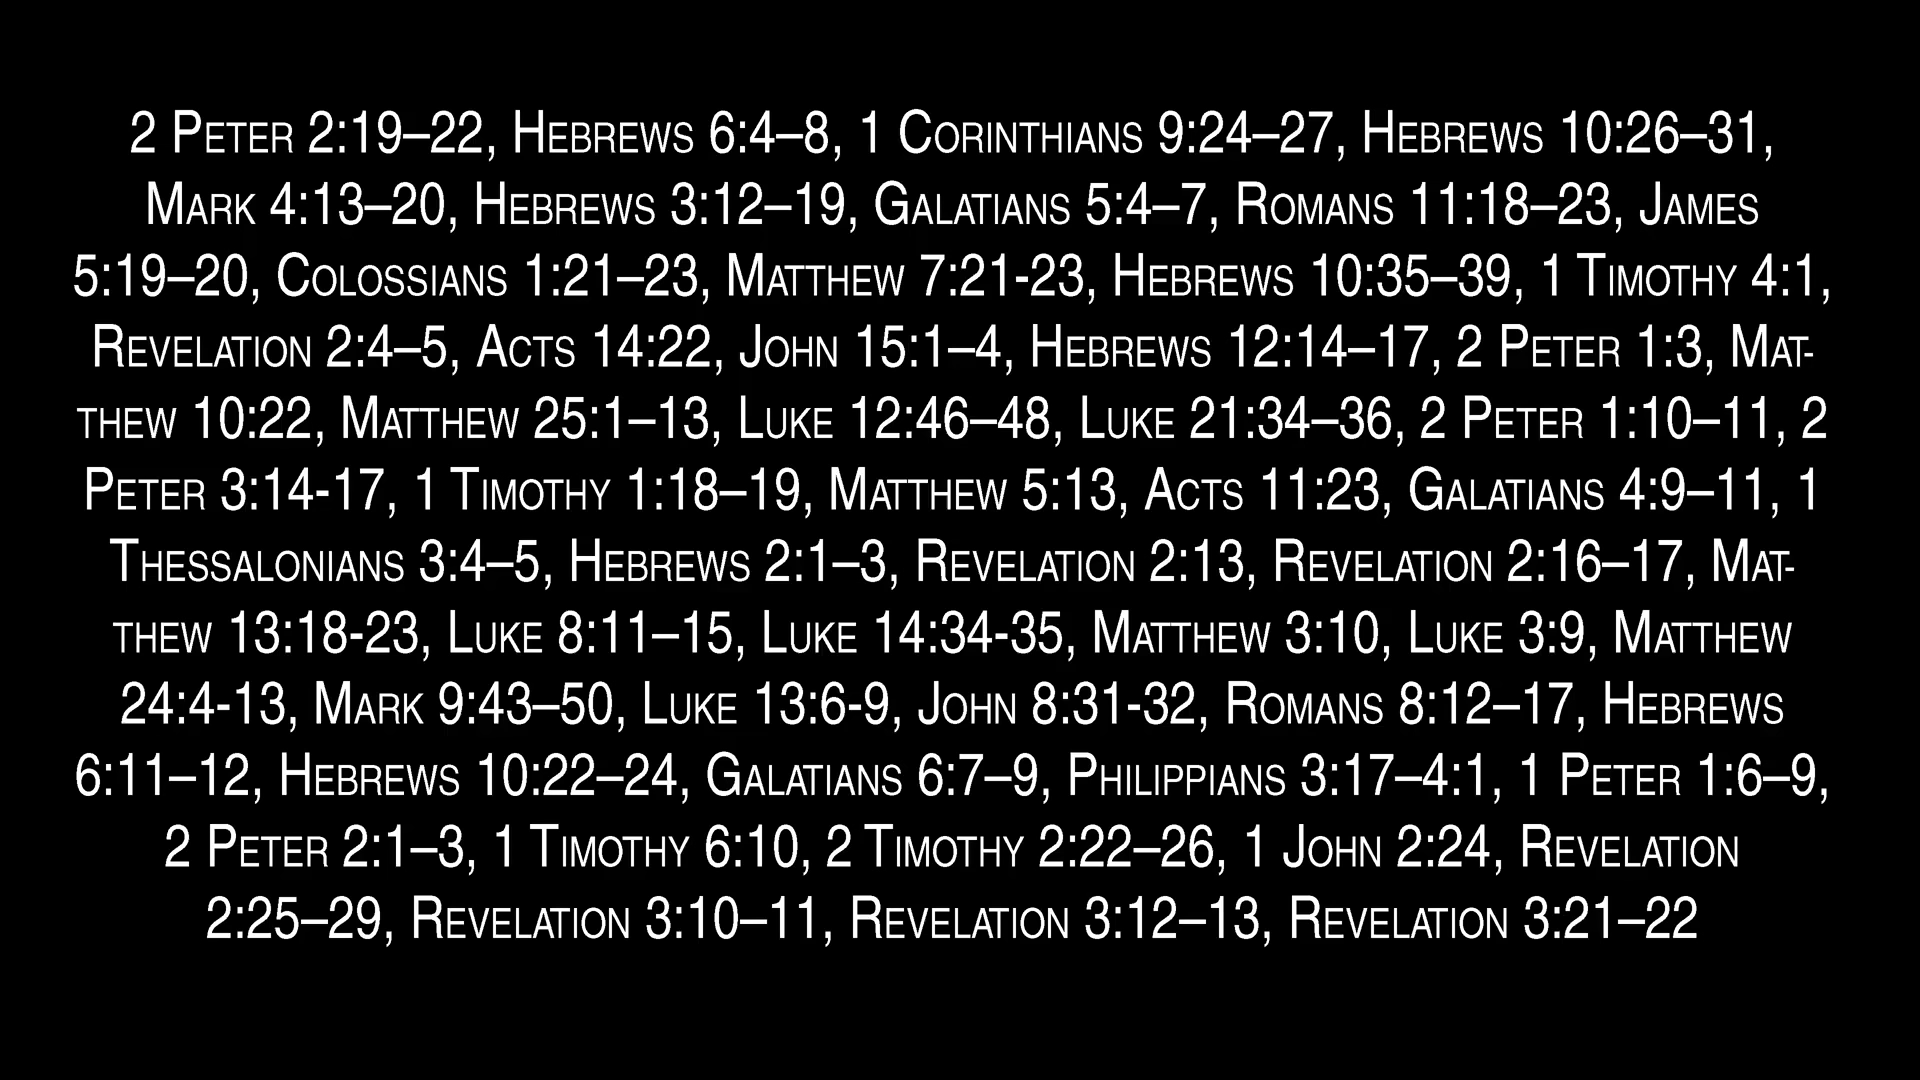 2 Peter 2:19–22, Hebrews 6:4–8, 1 Corinthians 9:24–27, Hebrews 10:26–31,
Mark 4:13–20, Hebrews 3:12–19, Galatians 5:4–7, Romans 11:18–23, James
5:19–20, Colossians 1:21–23, Matthew 7:21-23, Hebrews 10:35–39, 1 Timothy 4:1,
Revelation 2:4–5, Acts 14:22, John 15:1–4, Hebrews 12:14–17, 2 Peter 1:3, Mat-
thew 10:22, Matthew 25:1–13, Luke 12:46–48, Luke 21:34–36, 2 Peter 1:10–11, 2
Peter 3:14-17, 1 Timothy 1:18–19, Matthew 5:13, Acts 11:23, Galatians 4:9–11, 1
Thessalonians 3:4–5, Hebrews 2:1–3, Revelation 2:13, Revelation 2:16–17, Mat-
thew 13:18-23, Luke 8:11–15, Luke 14:34-35, Matthew 3:10, Luke 3:9, Matthew
24:4-13, Mark 9:43–50, Luke 13:6-9, John 8:31-32, Romans 8:12–17, Hebrews
6:11–12, Hebrews 10:22–24, Galatians 6:7–9, Philippians 3:17–4:1, 1 Peter 1:6–9,
2 Peter 2:1–3, 1 Timothy 6:10, 2 Timothy 2:22–26, 1 John 2:24, Revelation
2:25–29, Revelation 3:10–11, Revelation 3:12–13, Revelation 3:21–22